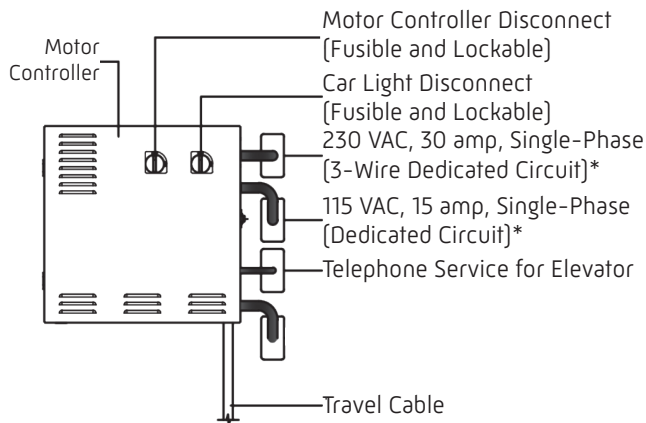 Motor
Controller
Motor Controller Disconnect
(Fusible and Lockable)
Car Light Disconnect
(Fusible and Lockable)
230 VAC, 30 amp, Single-Phase
(3-Wire Dedicated Circuit)*
115 VAC, 15 amp, Single-Phase
(Dedicated Circuit)*
Telephone Service for Elevator
Travel Cable